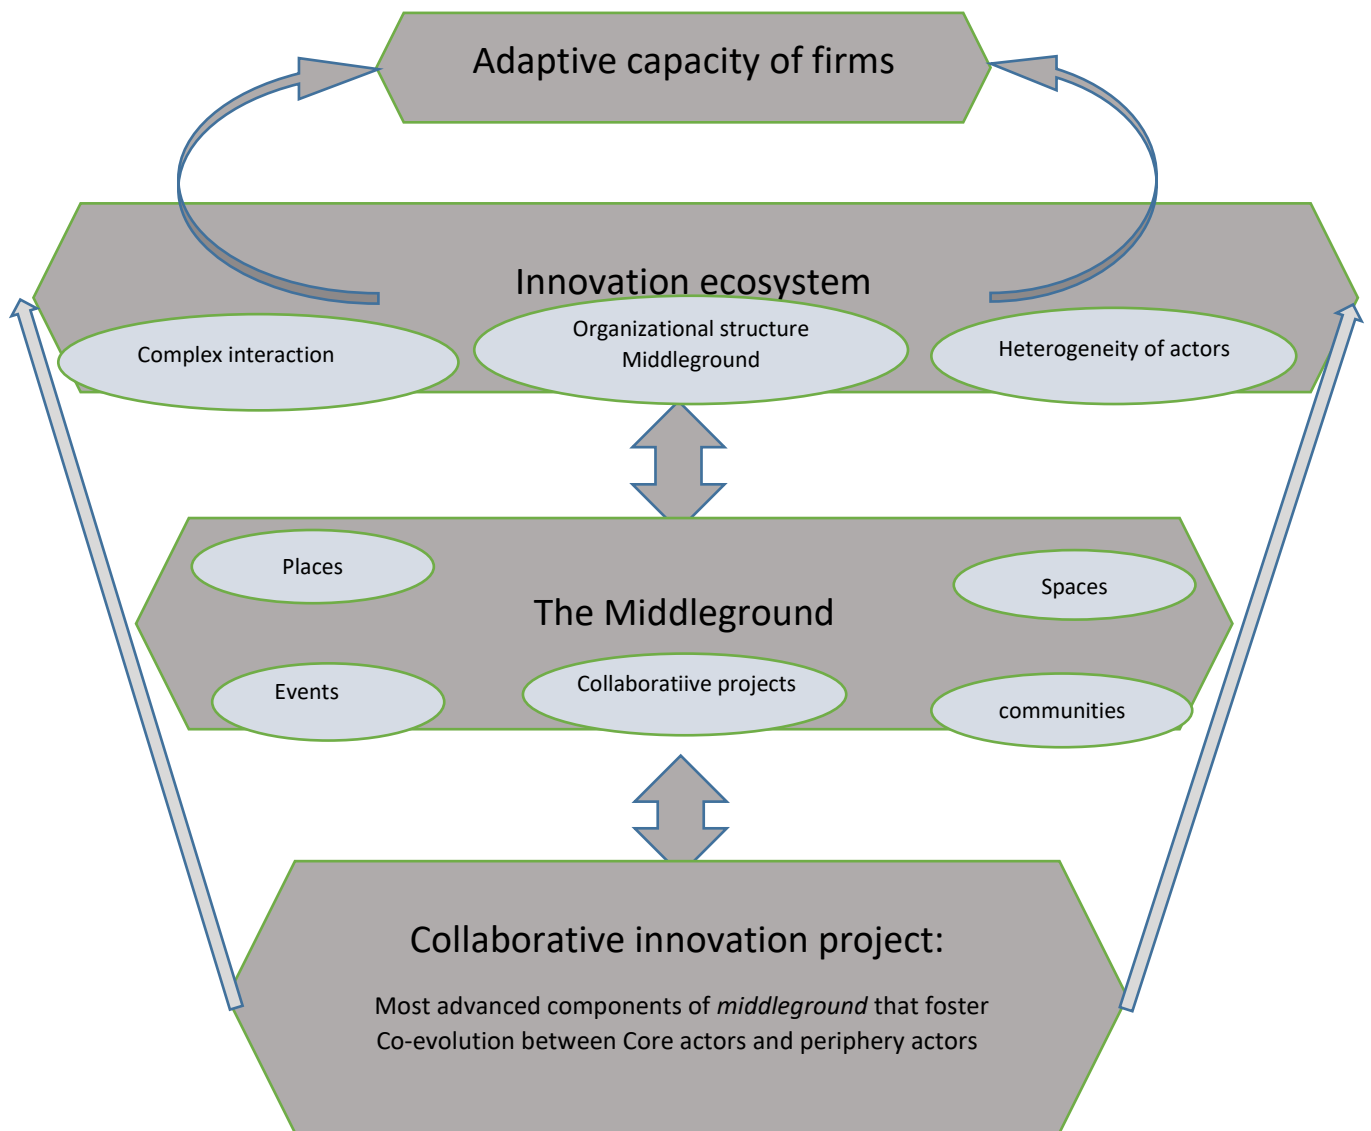 Adaptive capacity of firms
Innovation ecosystem
Complex interaction
Organizational structure
Middleground
Heterogeneity of actors
Places
Spaces
The Middleground
Events
Collaboratiive projects
communities
Collaborative innovation project:
Most advanced components of middleground that foster
Co-evolution between Core actors and periphery actors